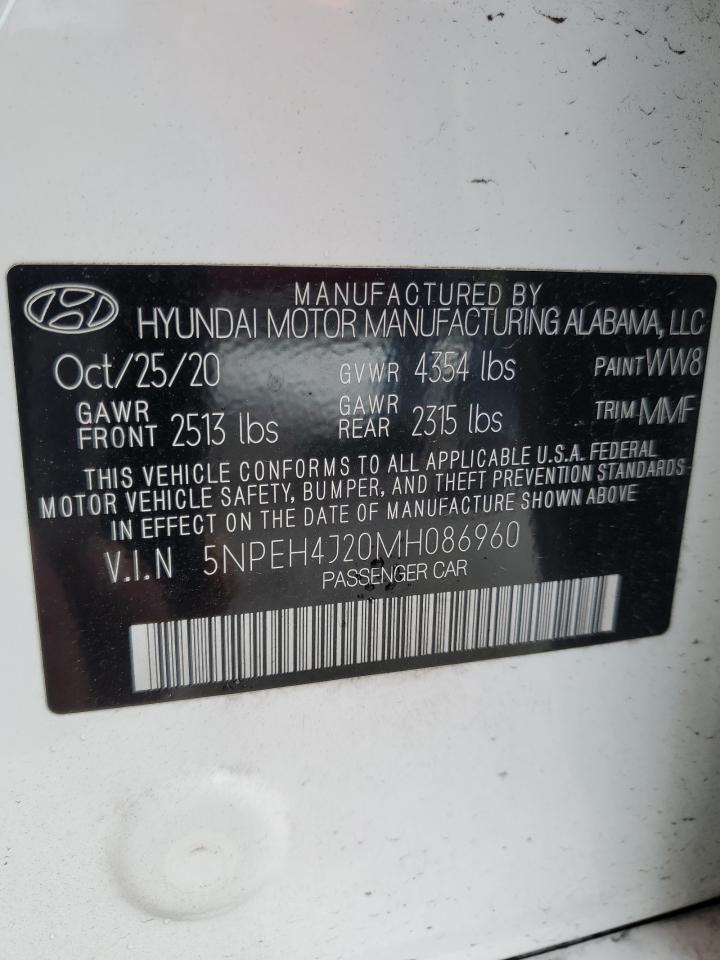 MANUFACTURED BY
HYUNDAI MOTOR MANUFACTURING ALABAMA, LLC
Oct/25/20 GVWR 4354 lbs PAINT WW8
GAWR FRONT 2513 lbs GAWR REAR 2315 lbs TRIM MMF
THIS VEHICLE CONFORMS TO ALL APPLICABLE U.S.A. FEDERAL
MOTOR VEHICLE SAFETY, BUMPER, AND THEFT PREVENTION STANDARDS
IN EFFECT ON THE DATE OF MANUFACTURE SHOWN ABOVE
V.I.N 5NPEH4J20MH086960
PASSENGER CAR